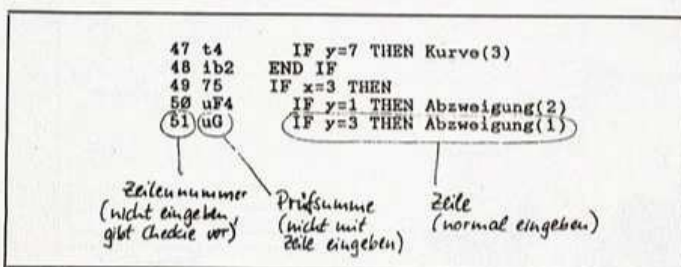 47 t4 IF y=7 THEN Kurve(3)
48 ib2 END IF
49 75 IF x=3 THEN
50 uF4 IF y=1 THEN Abzweigung(2)
51 uG IF y=3 THEN Abzweigung(1)
Zeilennummer
(nicht eingeben,
gibt Checkie vor)
Prüfsumme
(nicht mit
Zeile eingeben)
Zeile
(normal eingeben)